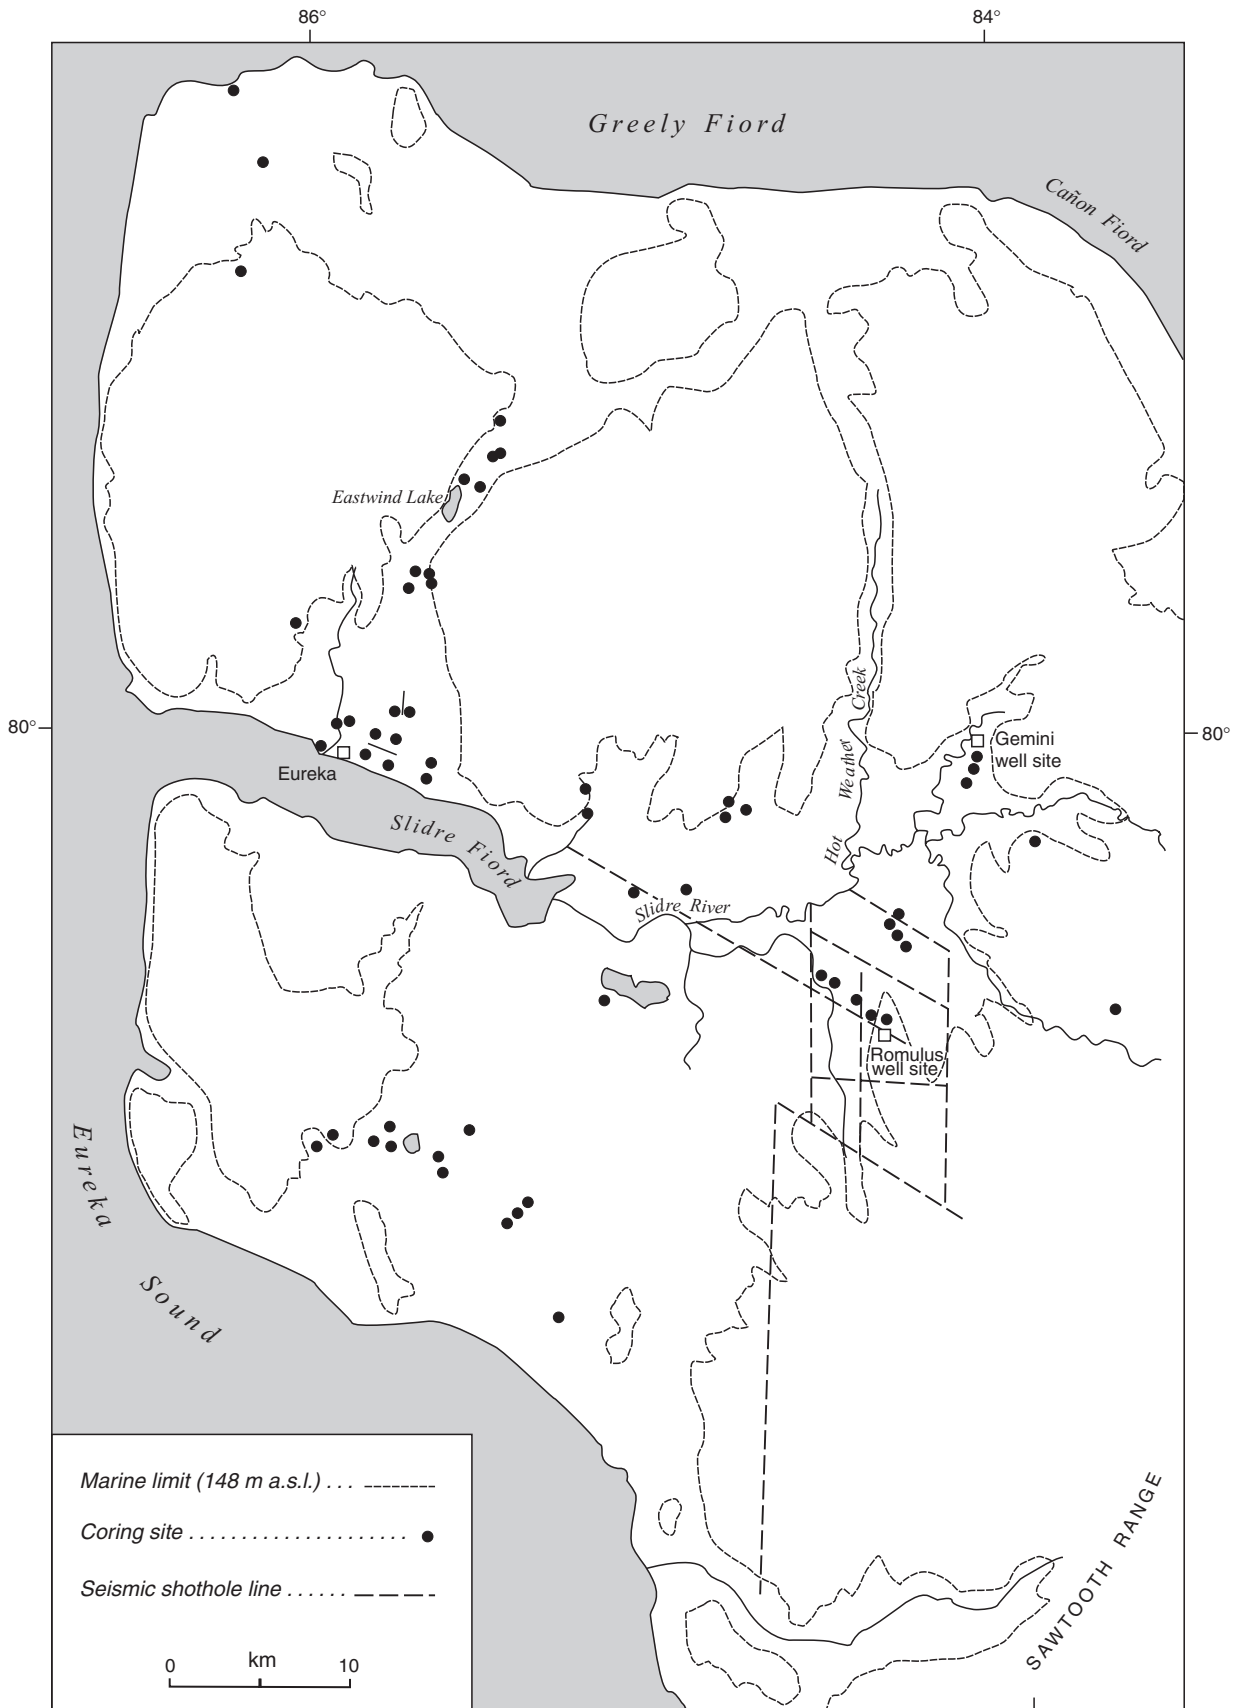 86°
84°
Greely Fiord
Cañon Fiord
Eastwind Lake
Creek
Weather
Hot
80°
80°
Gemini
well site
Eureka
Slidre Fiord
Slidre River
Romulus
well site
Eureka
Sound
Marine limit (148 m a.s.l.) . . .
Coring site . . . . . . . . . . . . . . . . . . . . .
Seismic shothole line . . . . . .
0 km 10
SAWTOOTH RANGE